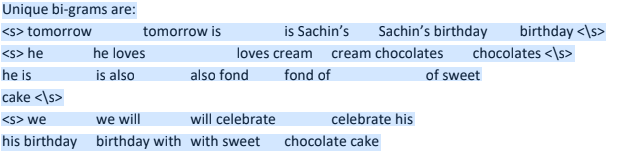 Unique bi-grams are:
<s> tomorrow tomorrow is is Sachin's Sachin's birthday birthday <\s>
<s> he he loves loves cream cream chocolates chocolates <\s>
he is is also also fond fond of of sweet
cake <\s>
<s> we we will will celebrate celebrate his
his birthday birthday with with sweet chocolate cake